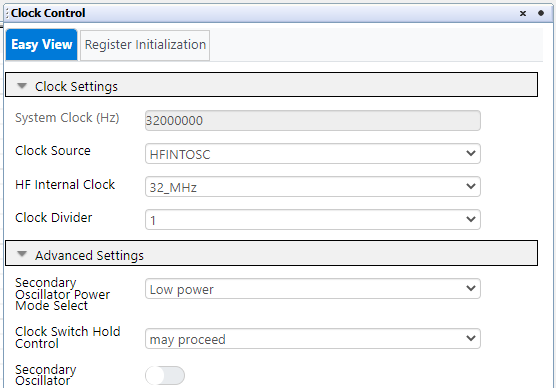 Clock Control
Easy View
Register Initialization
Clock Settings
System Clock (Hz)
32000000
Clock Source
HFINTOSC
HF Internal Clock
32_MHz
Clock Divider
1
Advanced Settings
Secondary
Oscillator Power
Mode Select
Low power
Clock Switch Hold
Control
may proceed
Secondary
Oscillator